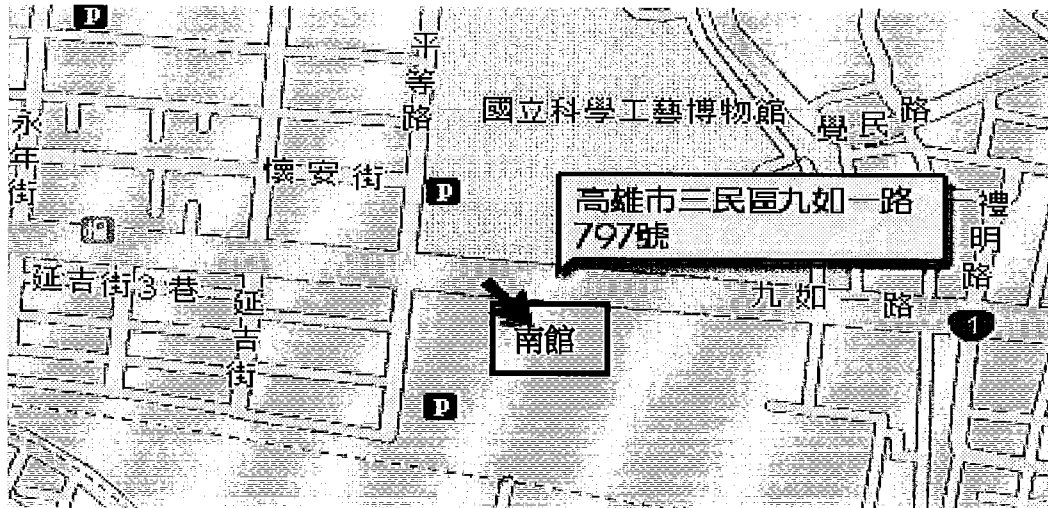 P
平等路
國立科學工藝博物館
覺民路
永年街
懷安街
P
高雄市三民區九如一路
797號
禮明路
延吉街3巷
延吉街
九如一路
1
南館
P